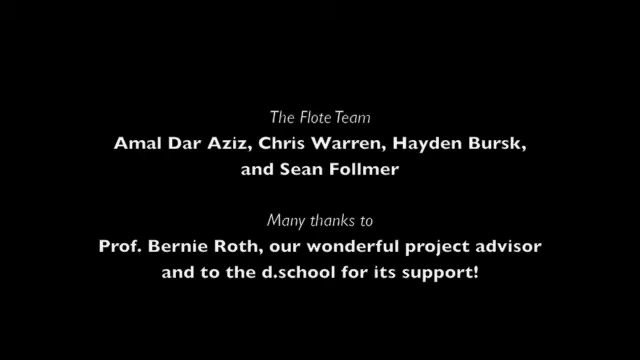 The Flote Team
Amal Dar Aziz, Chris Warren, Hayden Bursk,
and Sean Follmer
Many thanks to
Prof. Bernie Roth, our wonderful project advisor
and to the d.school for its support!